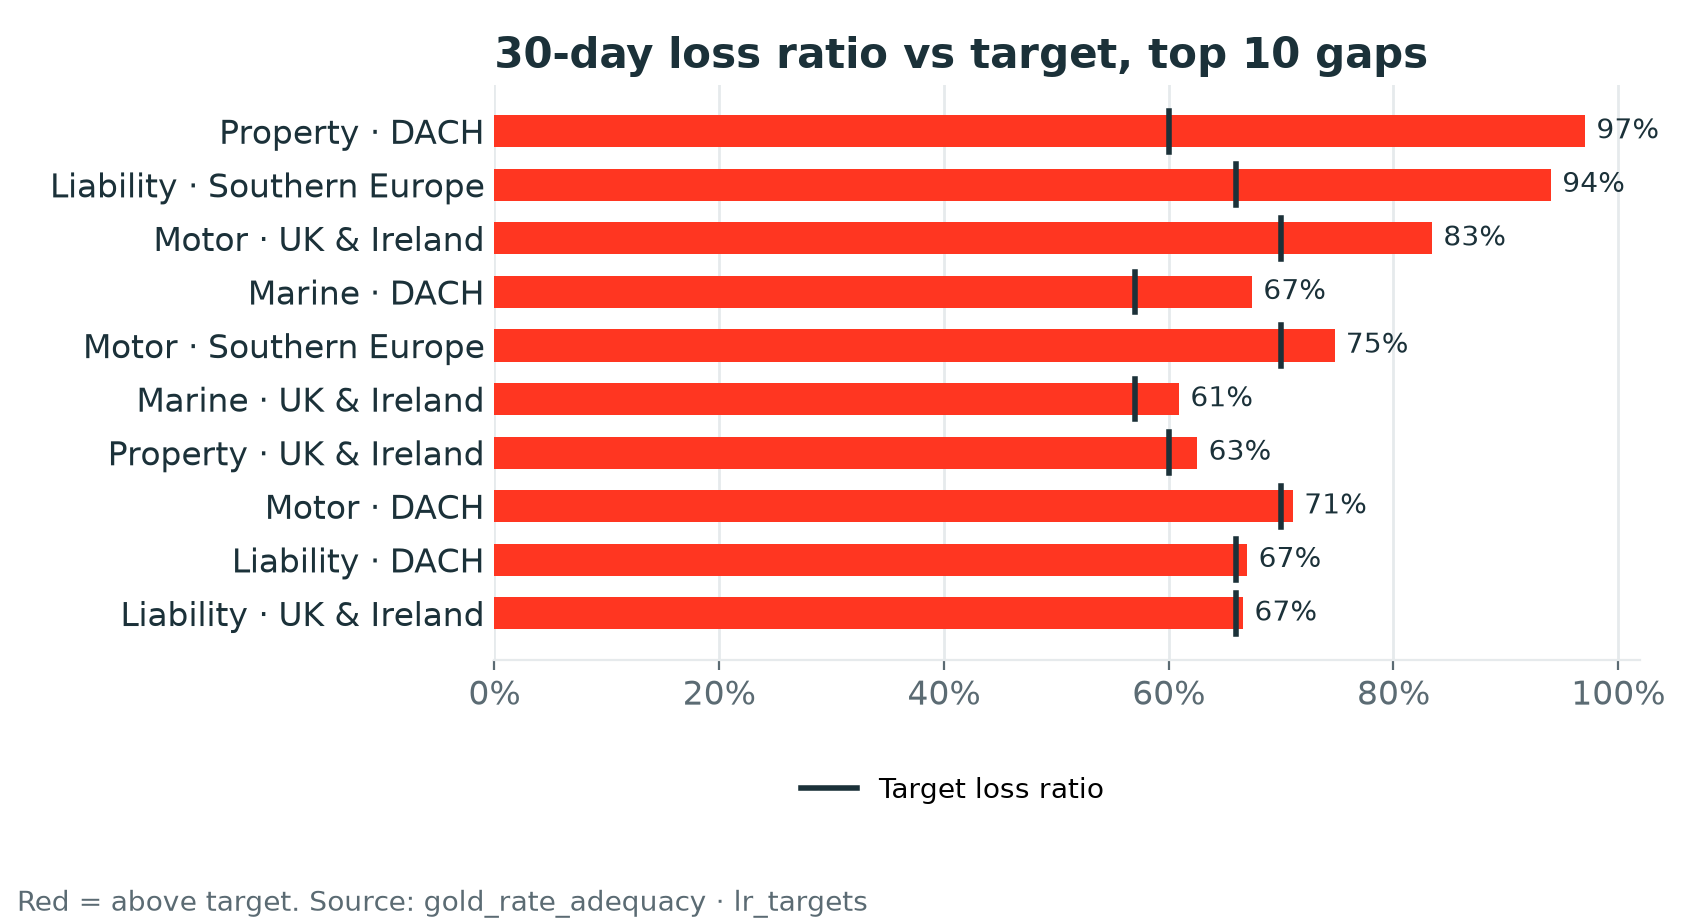 30-day loss ratio vs target, top 10 gaps
Property · DACH 97%
Liability · Southern Europe 94%
Motor · UK & Ireland 83%
Marine · DACH 67%
Motor · Southern Europe 75%
Marine · UK & Ireland 61%
Property · UK & Ireland 63%
Motor · DACH 71%
Liability · DACH 67%
Liability · UK & Ireland 67%
0% 20% 40% 60% 80% 100%
Target loss ratio
Red = above target. Source: gold_rate_adequacy · lr_targets